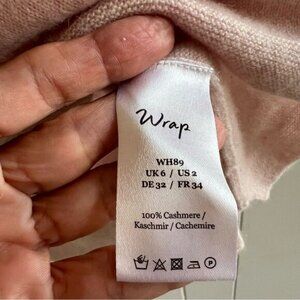 Wrap
WH89
UK 6 / US 2
DE 32 / FR 34
100% Cashmere /
Kaschmir / Cachemire